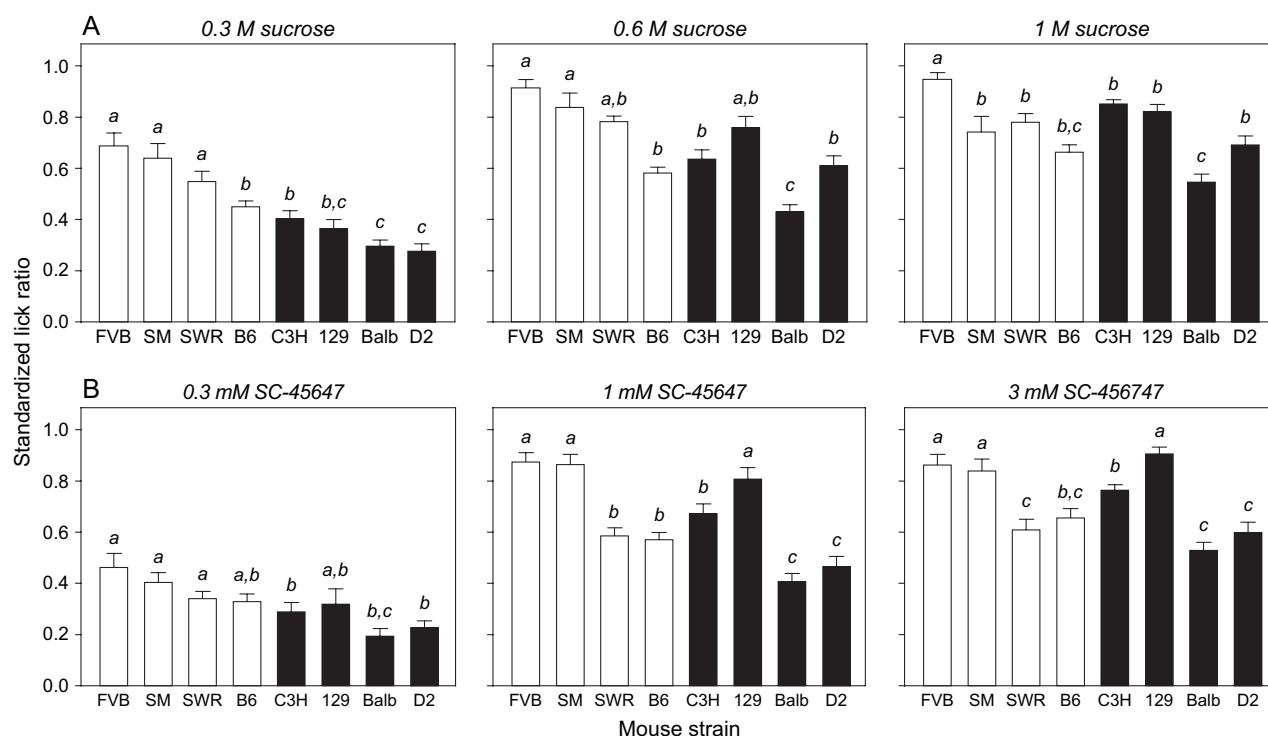 A
0.3 M sucrose
0.6 M sucrose
1 M sucrose
Standardized lick ratio
1.0
0.8
0.6
0.4
0.2
0.0
a a a b b b,c c c
a a a,b b b a,b c b
a b b b,c b b c b
FVB SM SWR B6 C3H 129 Balb D2
FVB SM SWR B6 C3H 129 Balb D2
FVB SM SWR B6 C3H 129 Balb D2
B
0.3 mM SC-45647
1 mM SC-45647
3 mM SC-456747
1.0
0.8
0.6
0.4
0.2
0.0
a a a a,b b a,b b,c b
a a b b b a c c
a a c b,c b a c c
FVB SM SWR B6 C3H 129 Balb D2
FVB SM SWR B6 C3H 129 Balb D2
FVB SM SWR B6 C3H 129 Balb D2
Mouse strain